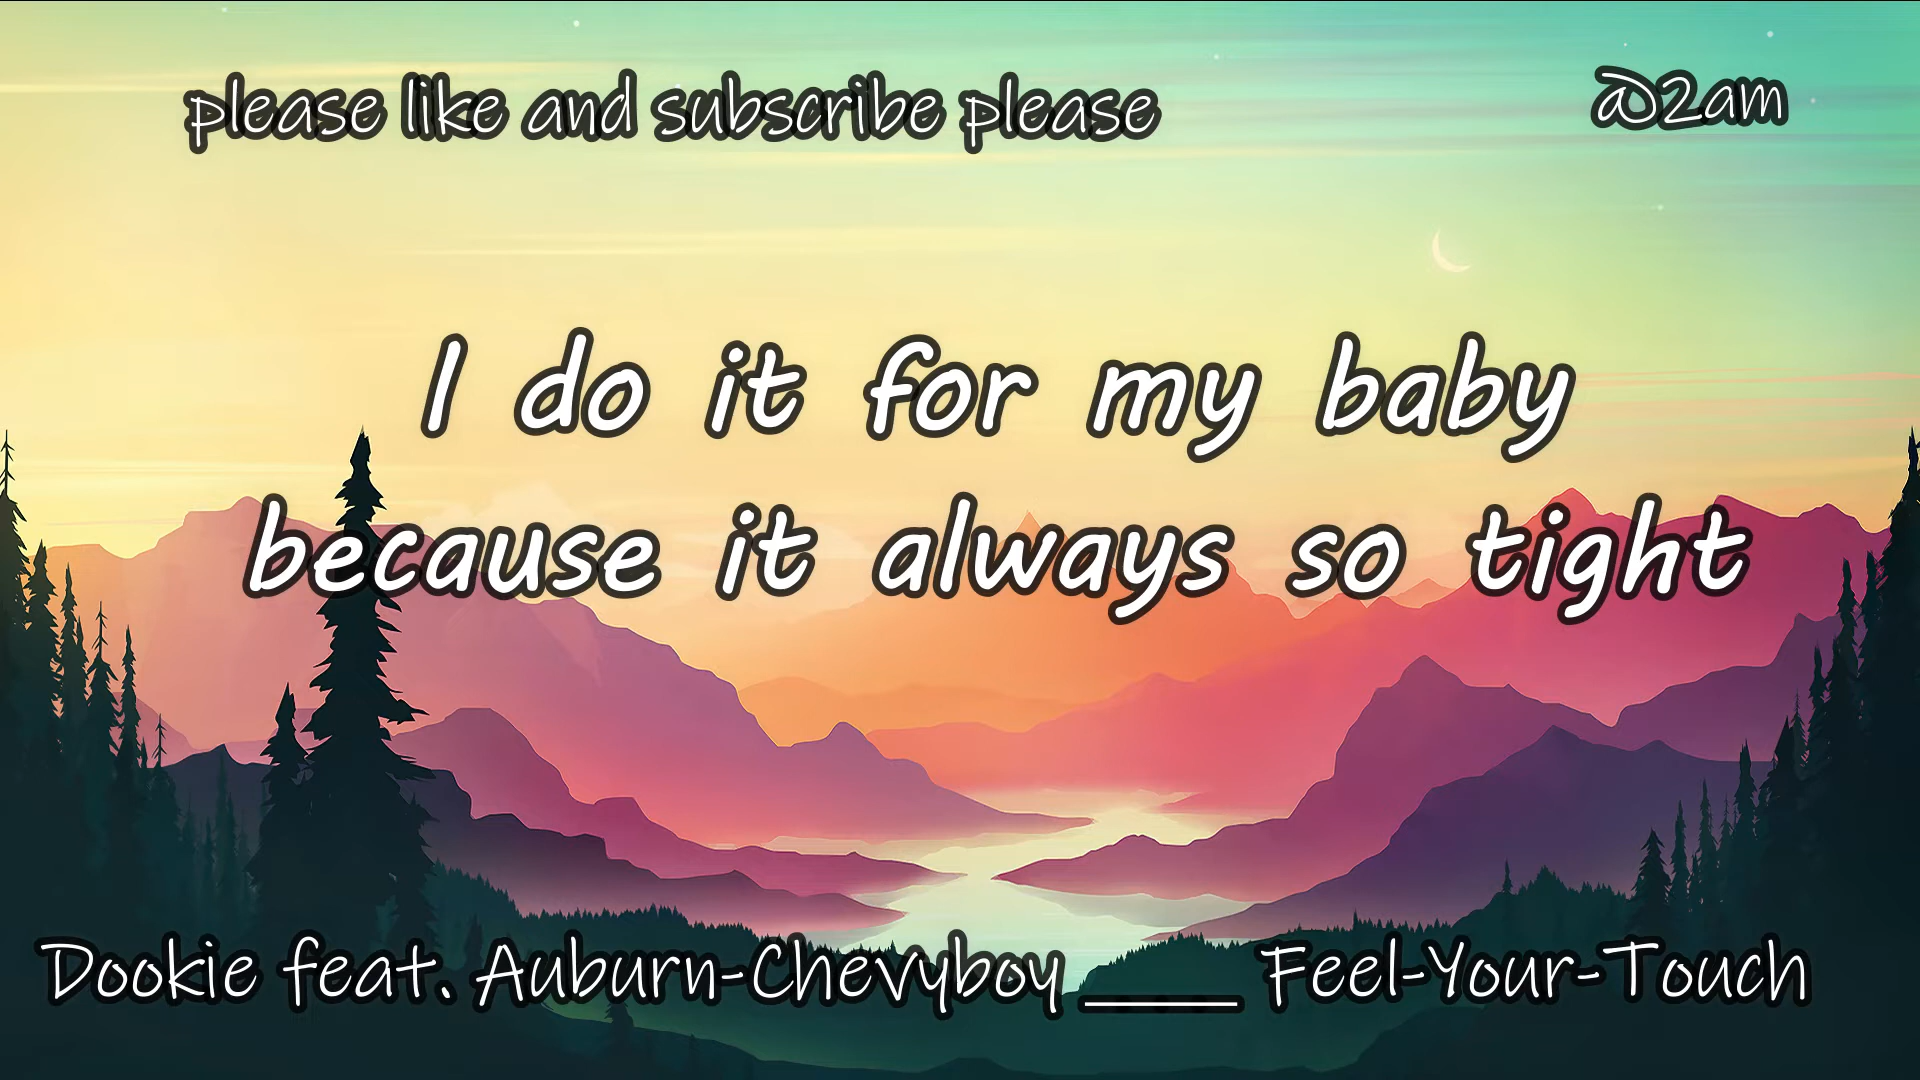 please like and subscribe please
@2am
I do it for my baby
because it always so tight
Dookie feat. Auburn-Chevyboy ____ Feel-Your-Touch